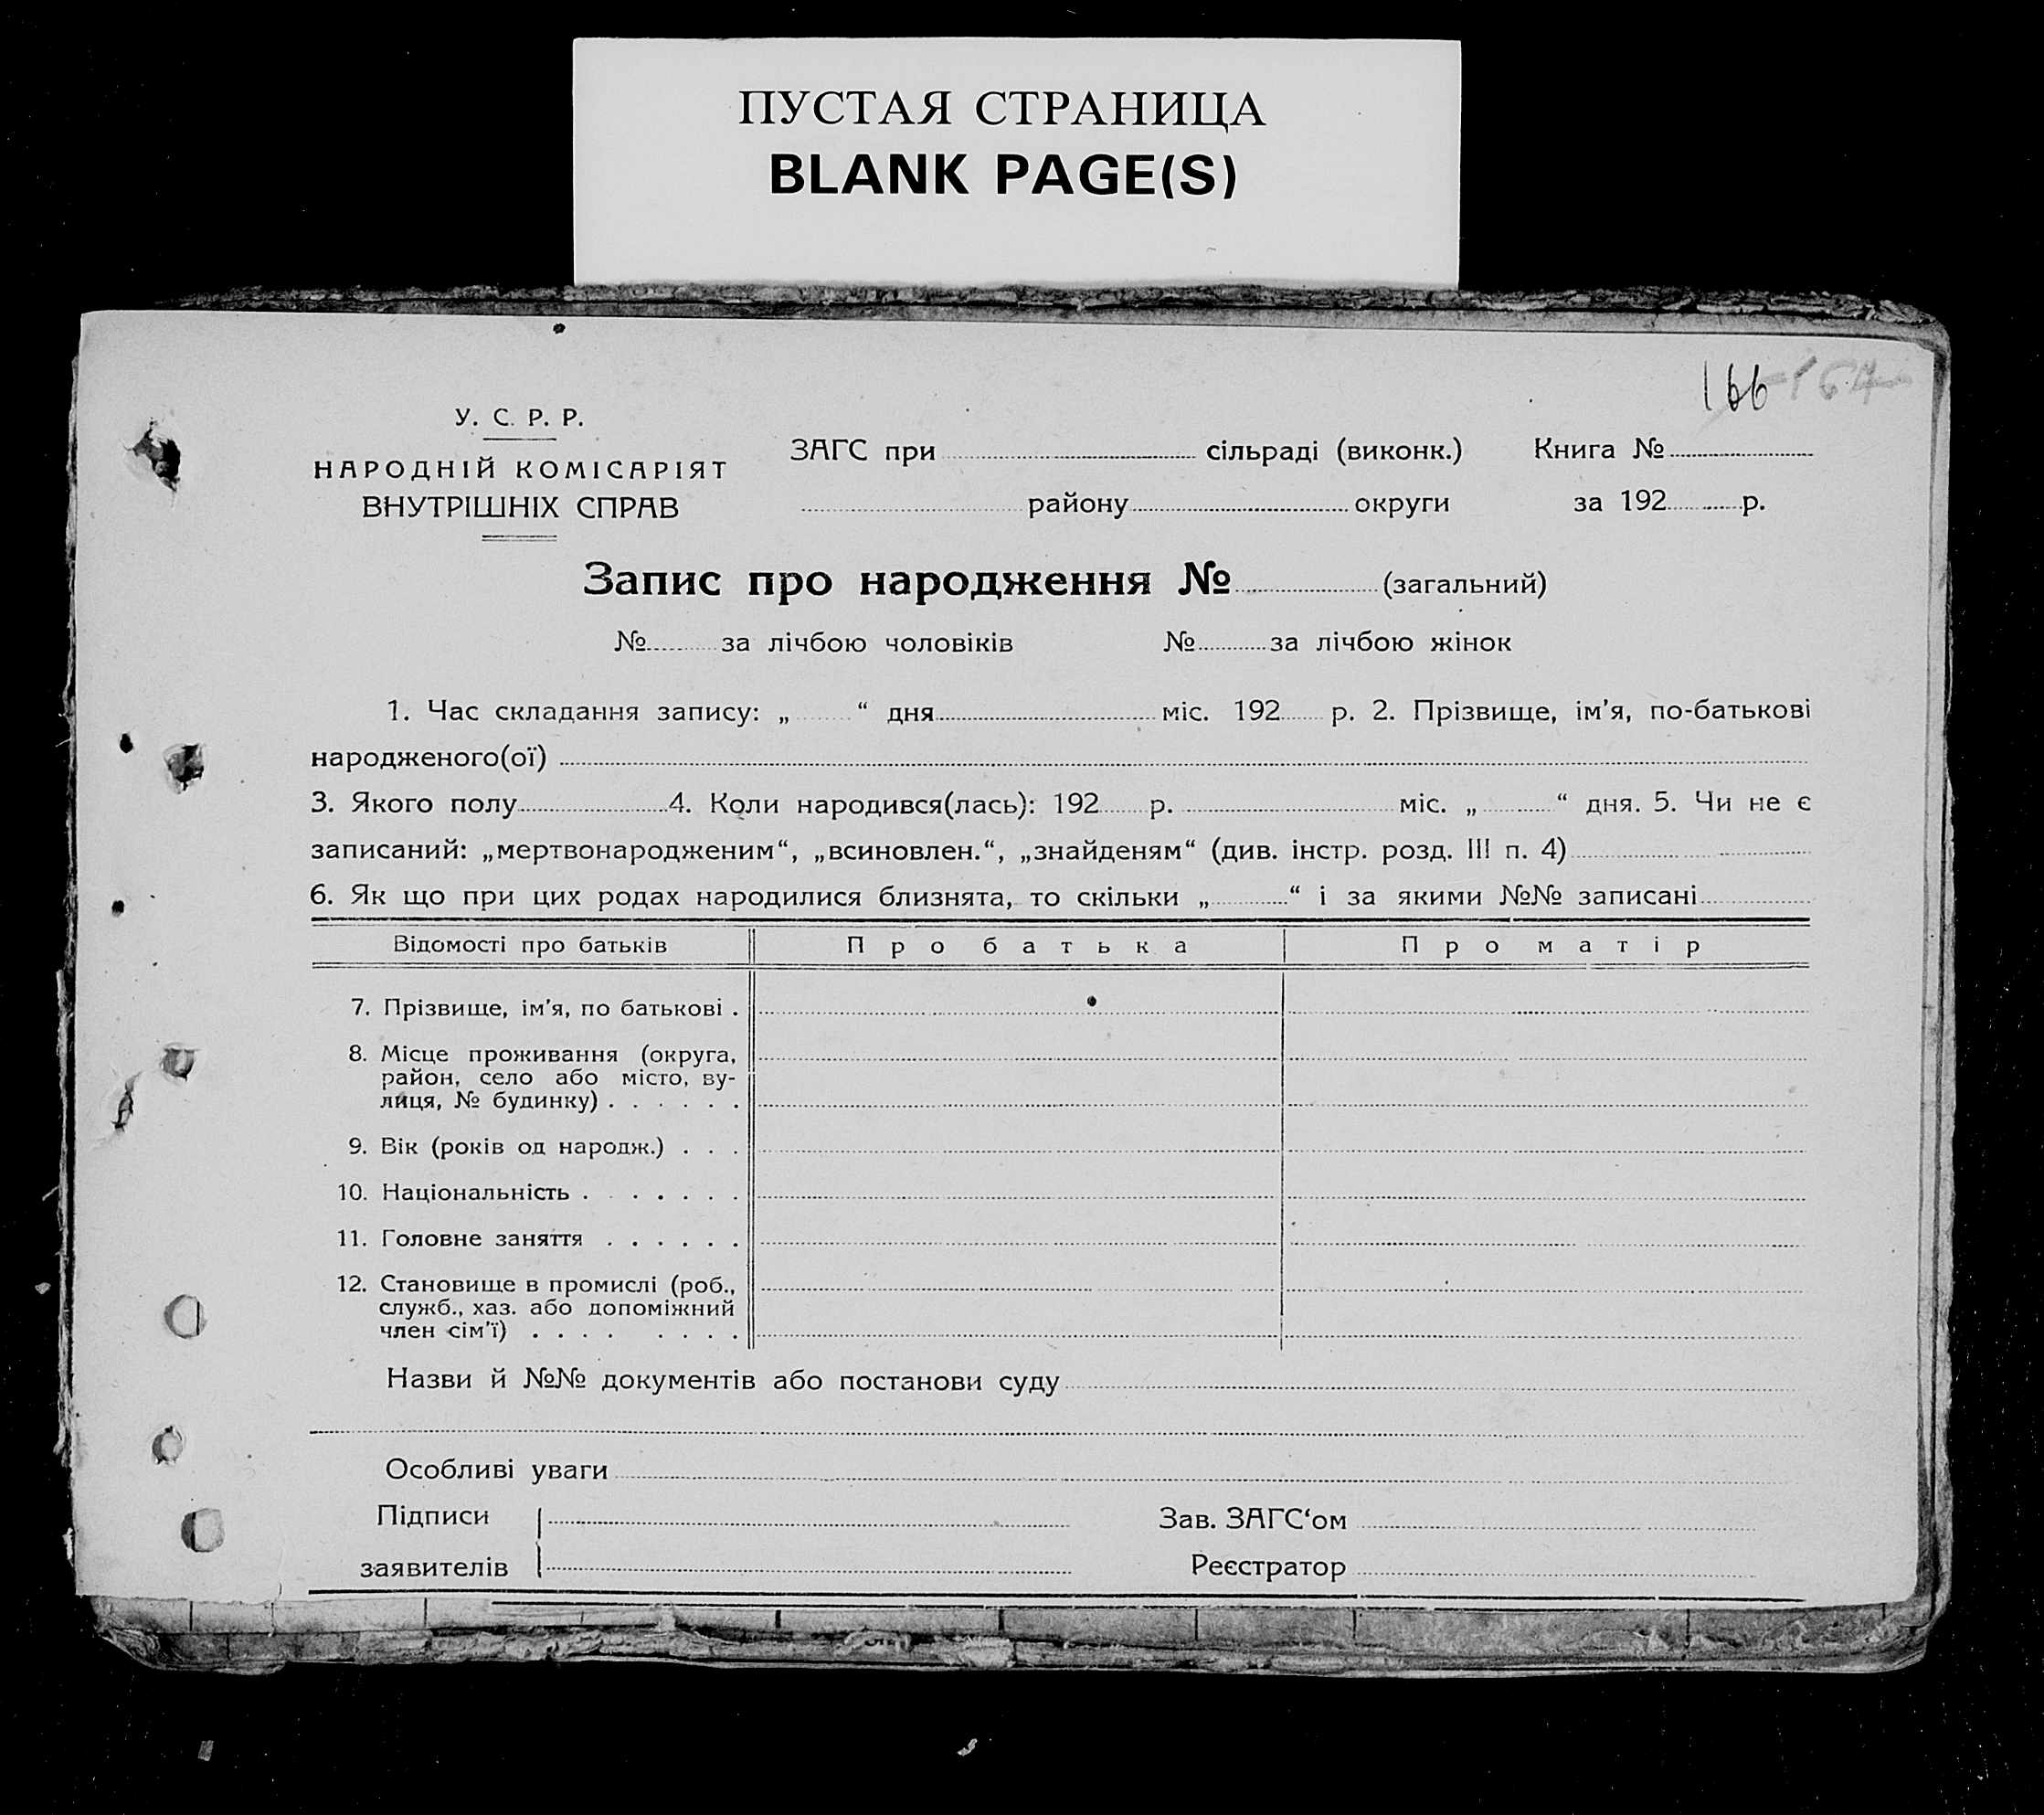 ПУСТАЯ СТРАНИЦА
BLANK PAGE(S)
166
У. С. Р. Р.
НАРОДНІЙ КОМІСАРІЯТ
ВНУТРІШНІХ СПРАВ
ЗАГС при сільраді (виконк.) Книга №
району округи за 192 р.
Запис про народження № (загальний)
№ за лічбою чоловіків № за лічбою жінок
1. Час складання запису: „ “ дня міс. 192 р. 2. Прізвище, ім'я, по-батькові
народженого(ої)
3. Якого полу 4. Коли народився(лась): 192 р. міс. „ “ дня. 5. Чи не є
записаний: „мертвонародженим“, „всиновлен.“, „знайденям“ (див. інстр. розд. III п. 4)
6. Як що при цих родах народилися близнята, то скільки „ “ і за якими №№ записані
Відомості про батьків Про батька Про матір
7. Прізвище, ім'я, по батькові .
8. Місце проживання (округа,
район, село або місто, ву-
лиця, № будинку) . . . . . .
9. Вік (років од народж.) . . .
10. Національність . . . . . . .
11. Головне заняття . . . . . .
12. Становище в промислі (роб.,
служб., хаз. або допоміжний
член сім'ї) . . . . . . . .
Назви й №№ документів або постанови суду
Особливі уваги
Підписи Зав. ЗАГС‘ом
заявителів Реєстратор